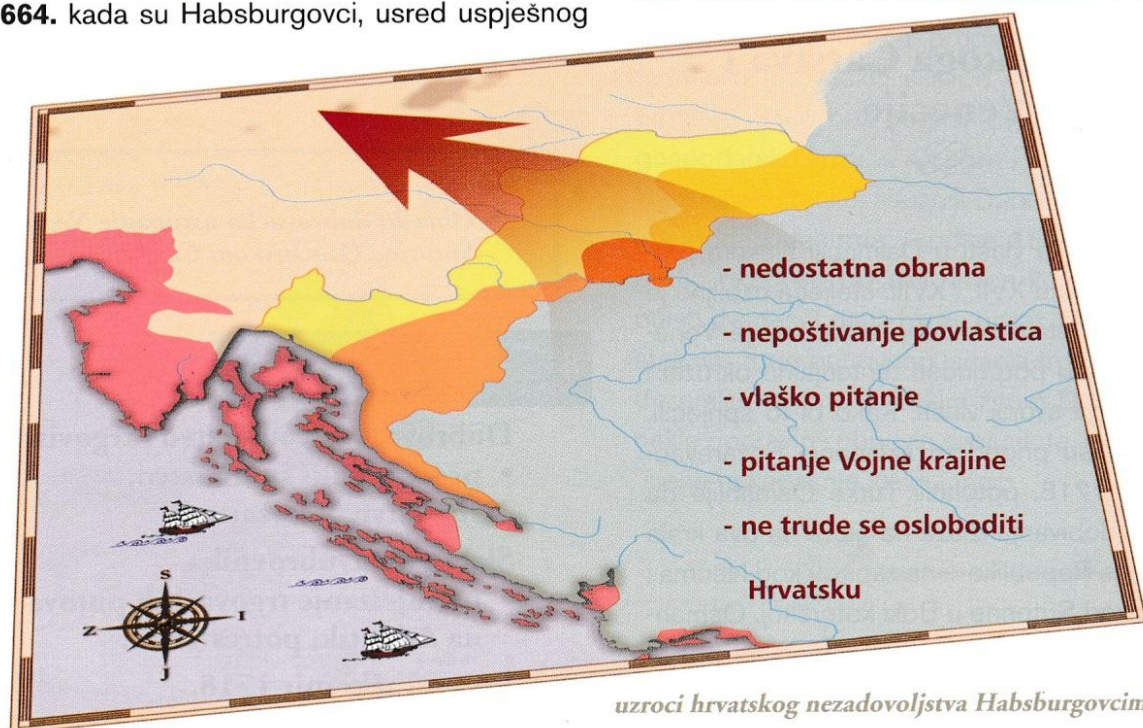 664. kada su Habsburgovci, usred uspješnog
- nedostatna obrana
- nepoštivanje povlastica
- vlaško pitanje
- pitanje Vojne krajine
- ne trude se osloboditi
Hrvatsku
S
Z
I
J
uzroci hrvatskog nezadovoljstva Habsburgovcim